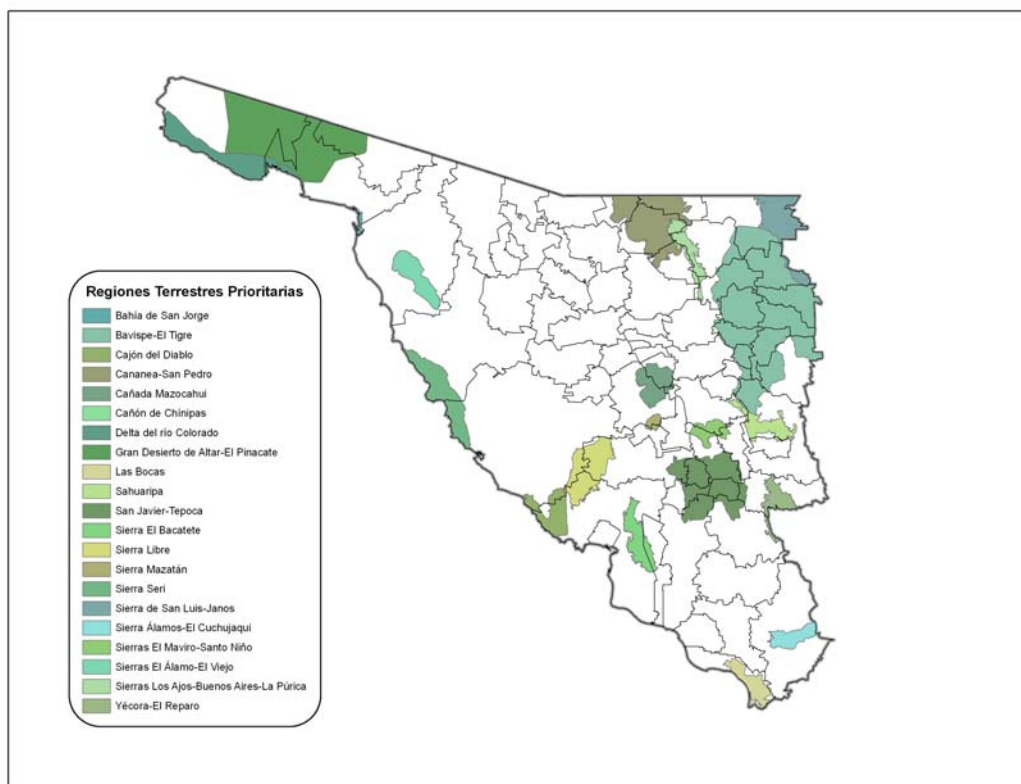 Regiones Terrestres Prioritarias
Bahía de San Jorge
Bavispe-El Tigre
Cajón del Diablo
Cananea-San Pedro
Cañada Mazocahui
Cañón de Chínipas
Delta del río Colorado
Gran Desierto de Altar-El Pinacate
Las Bocas
Sahuaripa
San Javier-Tepoca
Sierra El Bacatete
Sierra Libre
Sierra Mazatán
Sierra Seri
Sierra de San Luis-Janos
Sierra Álamos-El Cuchujaqui
Sierras El Maviro-Santo Niño
Sierras El Álamo-El Viejo
Sierras Los Ajos-Buenos Aires-La Púrica
Yécora-El Reparo